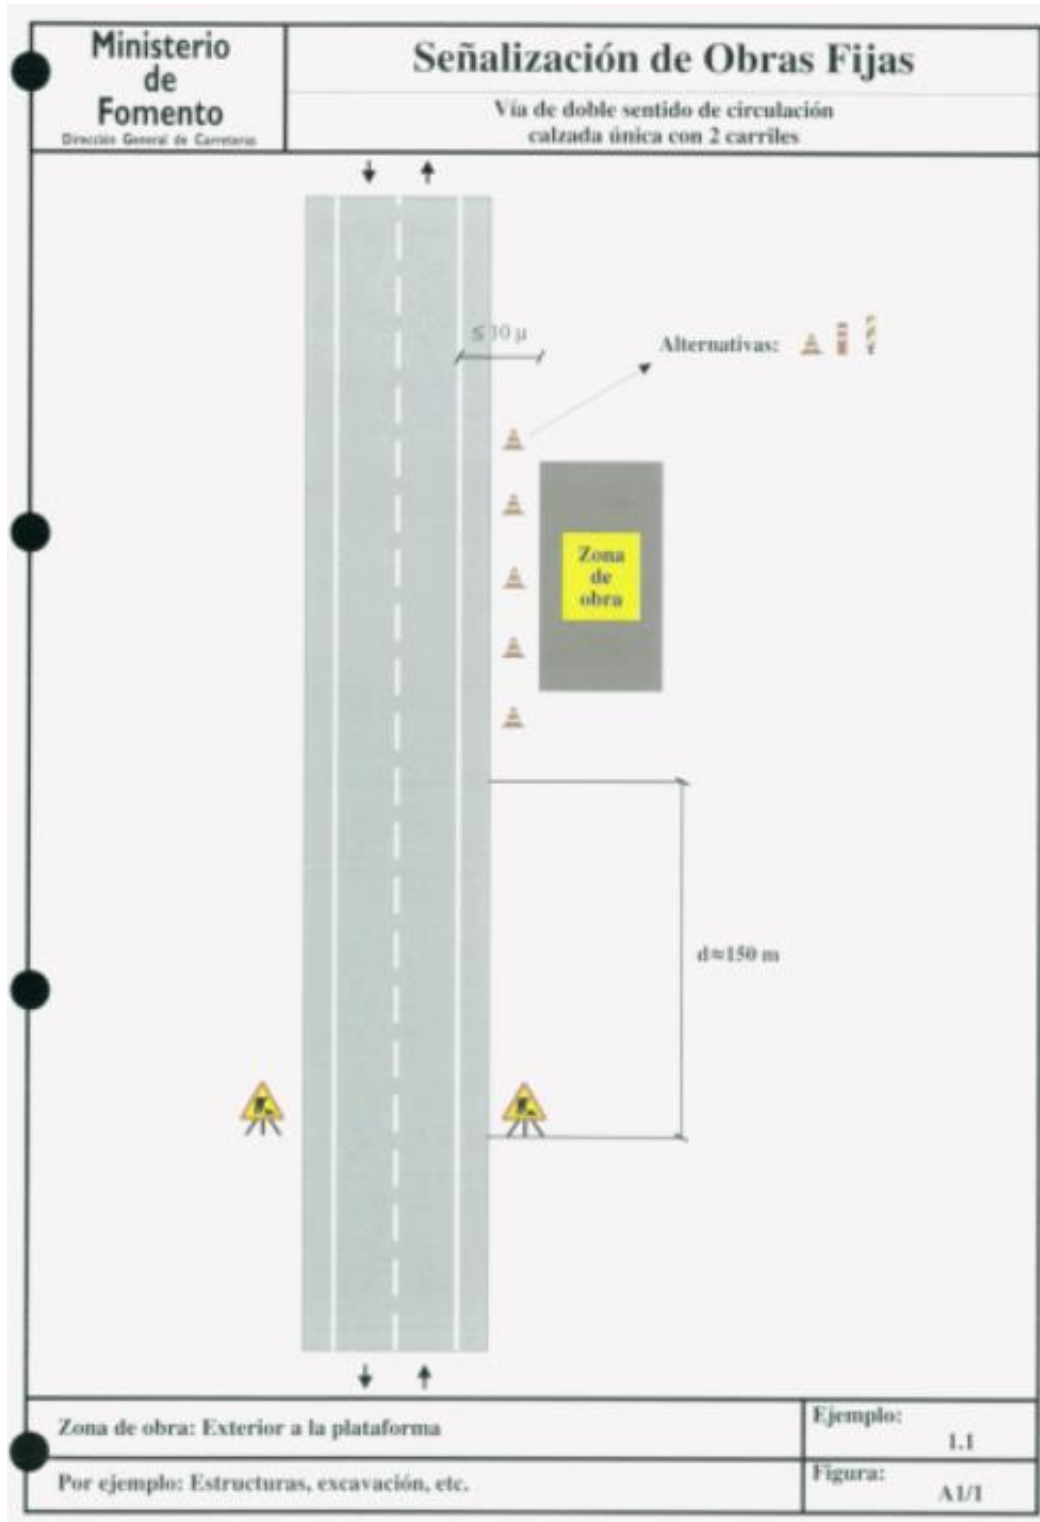 Ministerio
de
Fomento
Dirección General de Carreteras
Señalización de Obras Fijas
Vía de doble sentido de circulación
calzada única con 2 carriles
≤ 10 μ
Alternativas:
Zona
de
obra
d≈150 m
Zona de obra: Exterior a la plataforma
Ejemplo:
1.1
Por ejemplo: Estructuras, excavación, etc.
Figura:
A1/1